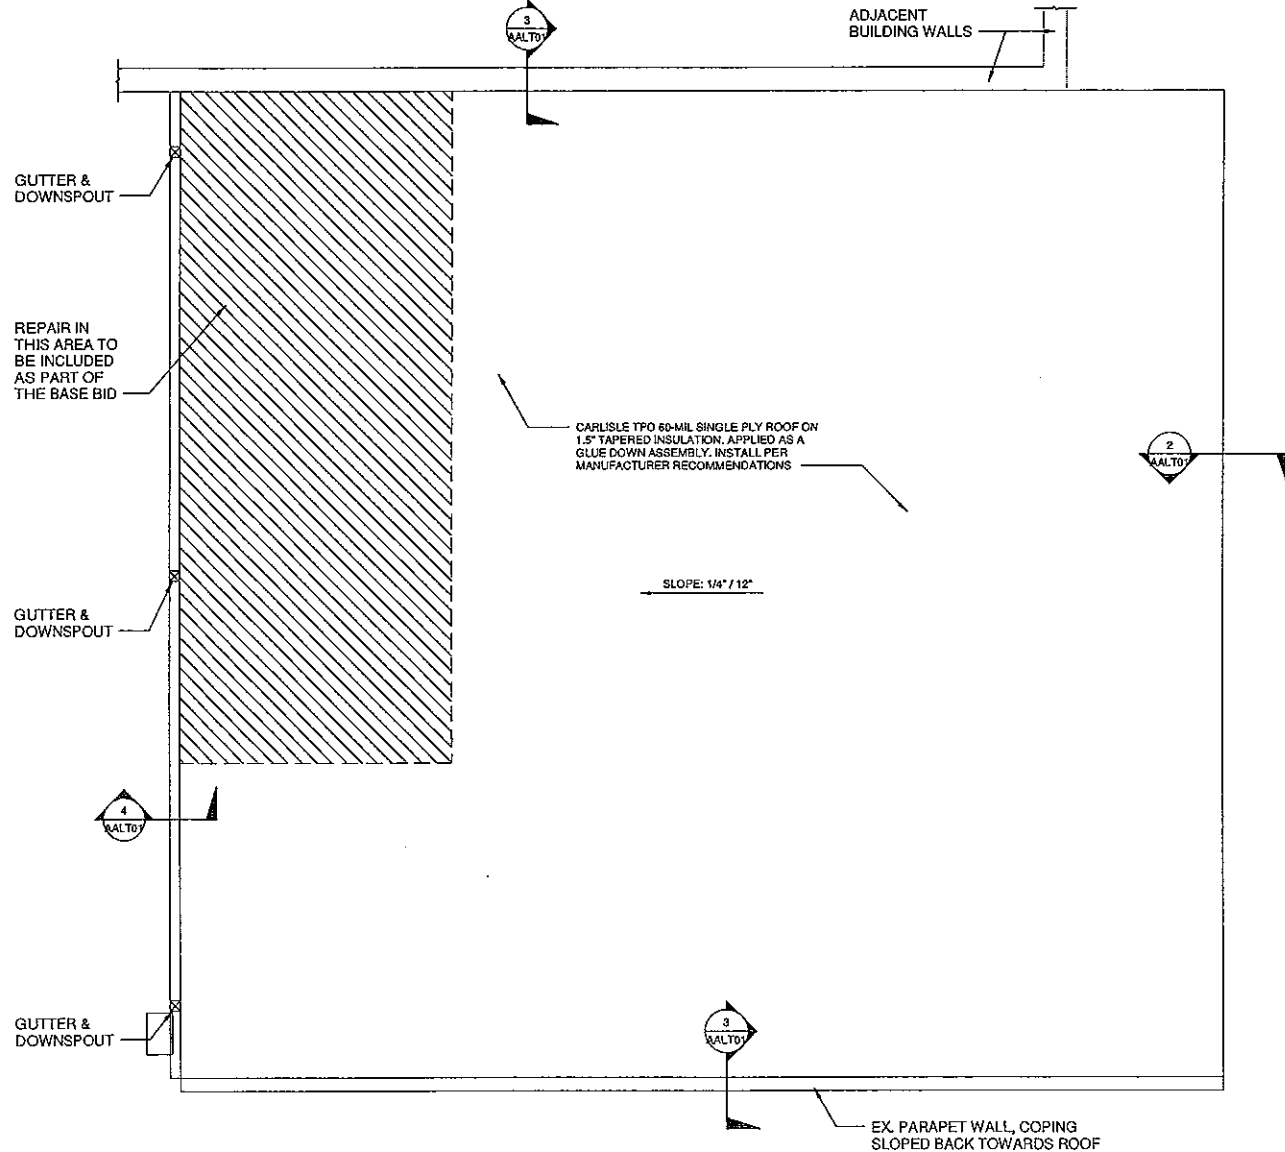 3
AALT01
ADJACENT
BUILDING WALLS
GUTTER &
DOWNSPOUT
REPAIR IN
THIS AREA TO
BE INCLUDED
AS PART OF
THE BASE BID
CARLISLE TPO 60-MIL SINGLE PLY ROOF ON
1.5" TAPERED INSULATION. APPLIED AS A
GLUE DOWN ASSEMBLY. INSTALL PER
MANUFACTURER RECOMMENDATIONS
2
AALT01
SLOPE: 1/4" / 12"
GUTTER &
DOWNSPOUT
4
AALT01
GUTTER &
DOWNSPOUT
3
AALT01
EX. PARAPET WALL, COPING
SLOPED BACK TOWARDS ROOF